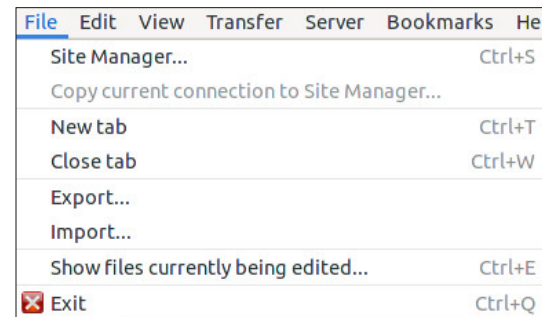 File Edit View Transfer Server Bookmarks He
Site Manager... Ctrl+S
Copy current connection to Site Manager...
New tab Ctrl+T
Close tab Ctrl+W
Export...
Import...
Show files currently being edited... Ctrl+E
Exit Ctrl+Q